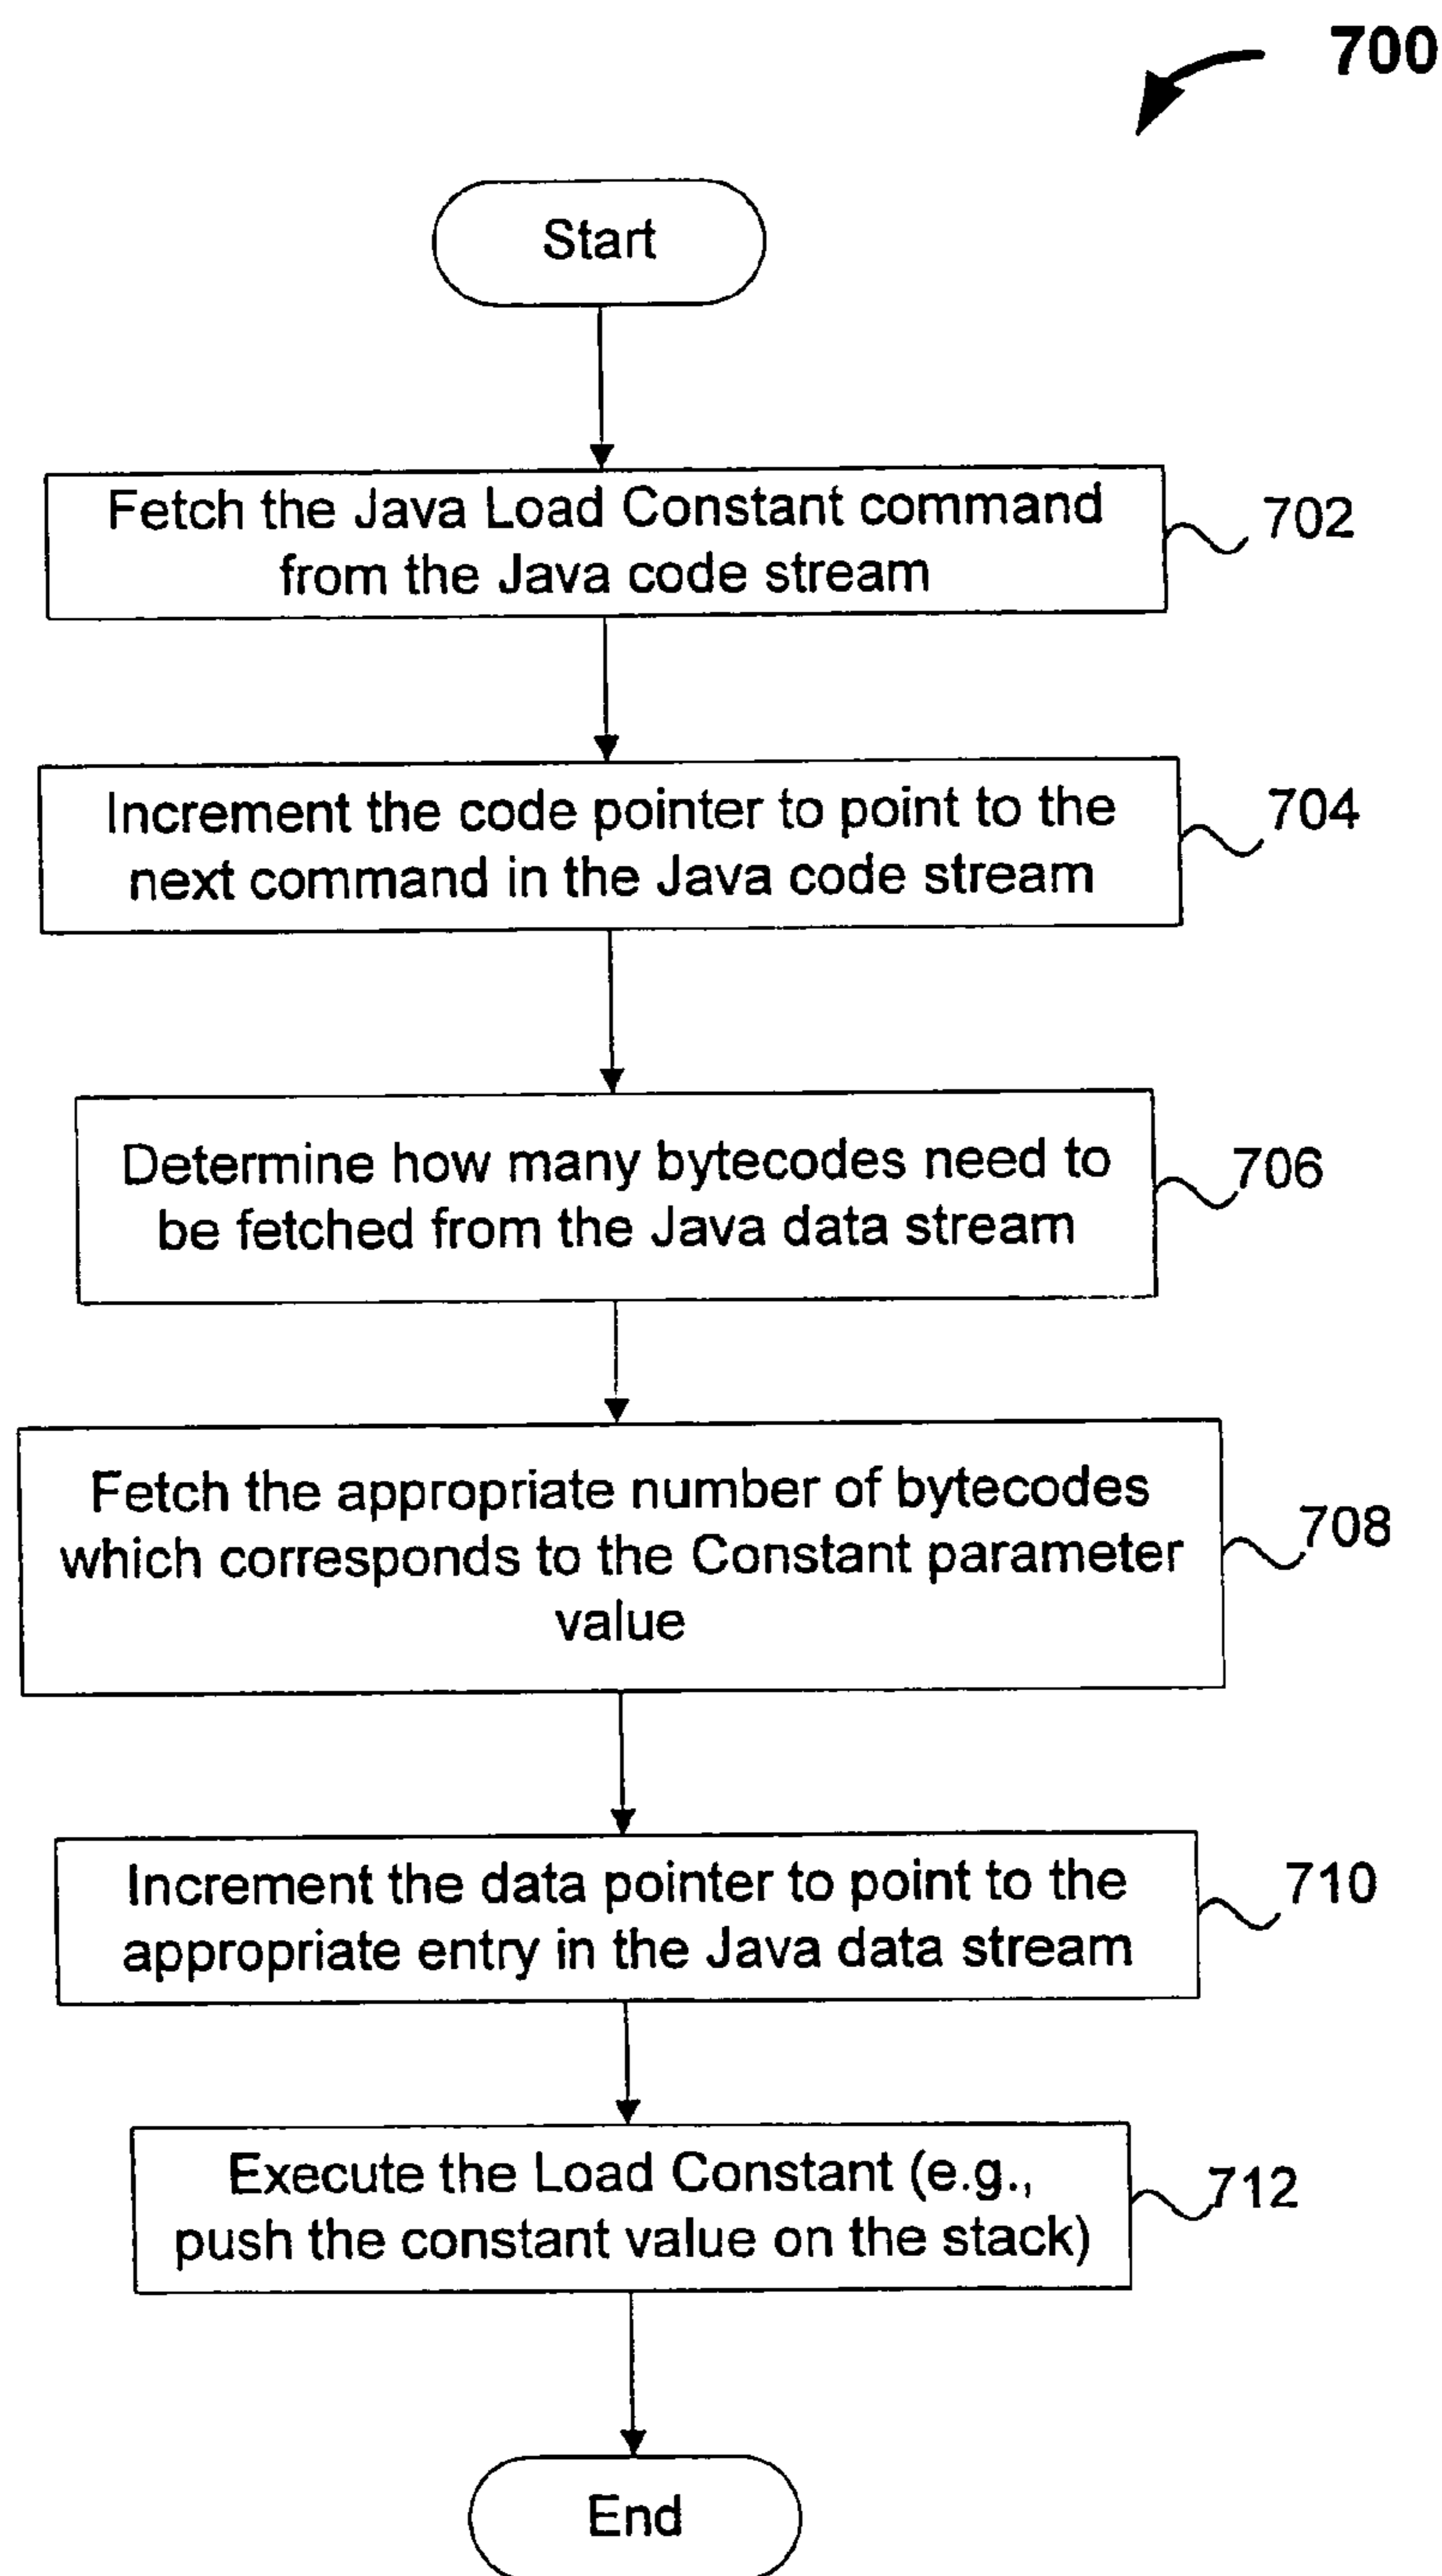 700
Start
Fetch the Java Load Constant command
from the Java code stream
702
Increment the code pointer to point to the
next command in the Java code stream
704
Determine how many bytecodes need to
be fetched from the Java data stream
706
Fetch the appropriate number of bytecodes
which corresponds to the Constant parameter
value
708
Increment the data pointer to point to the
appropriate entry in the Java data stream
710
Execute the Load Constant (e.g.,
push the constant value on the stack)
712
End